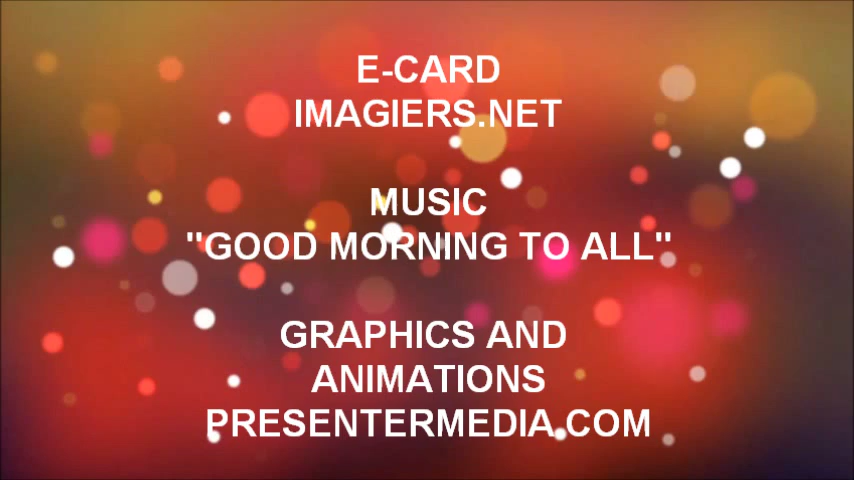 E-CARD
IMAGIERS.NET
MUSIC
"GOOD MORNING TO ALL"
GRAPHICS AND
ANIMATIONS
PRESENTERMEDIA.COM